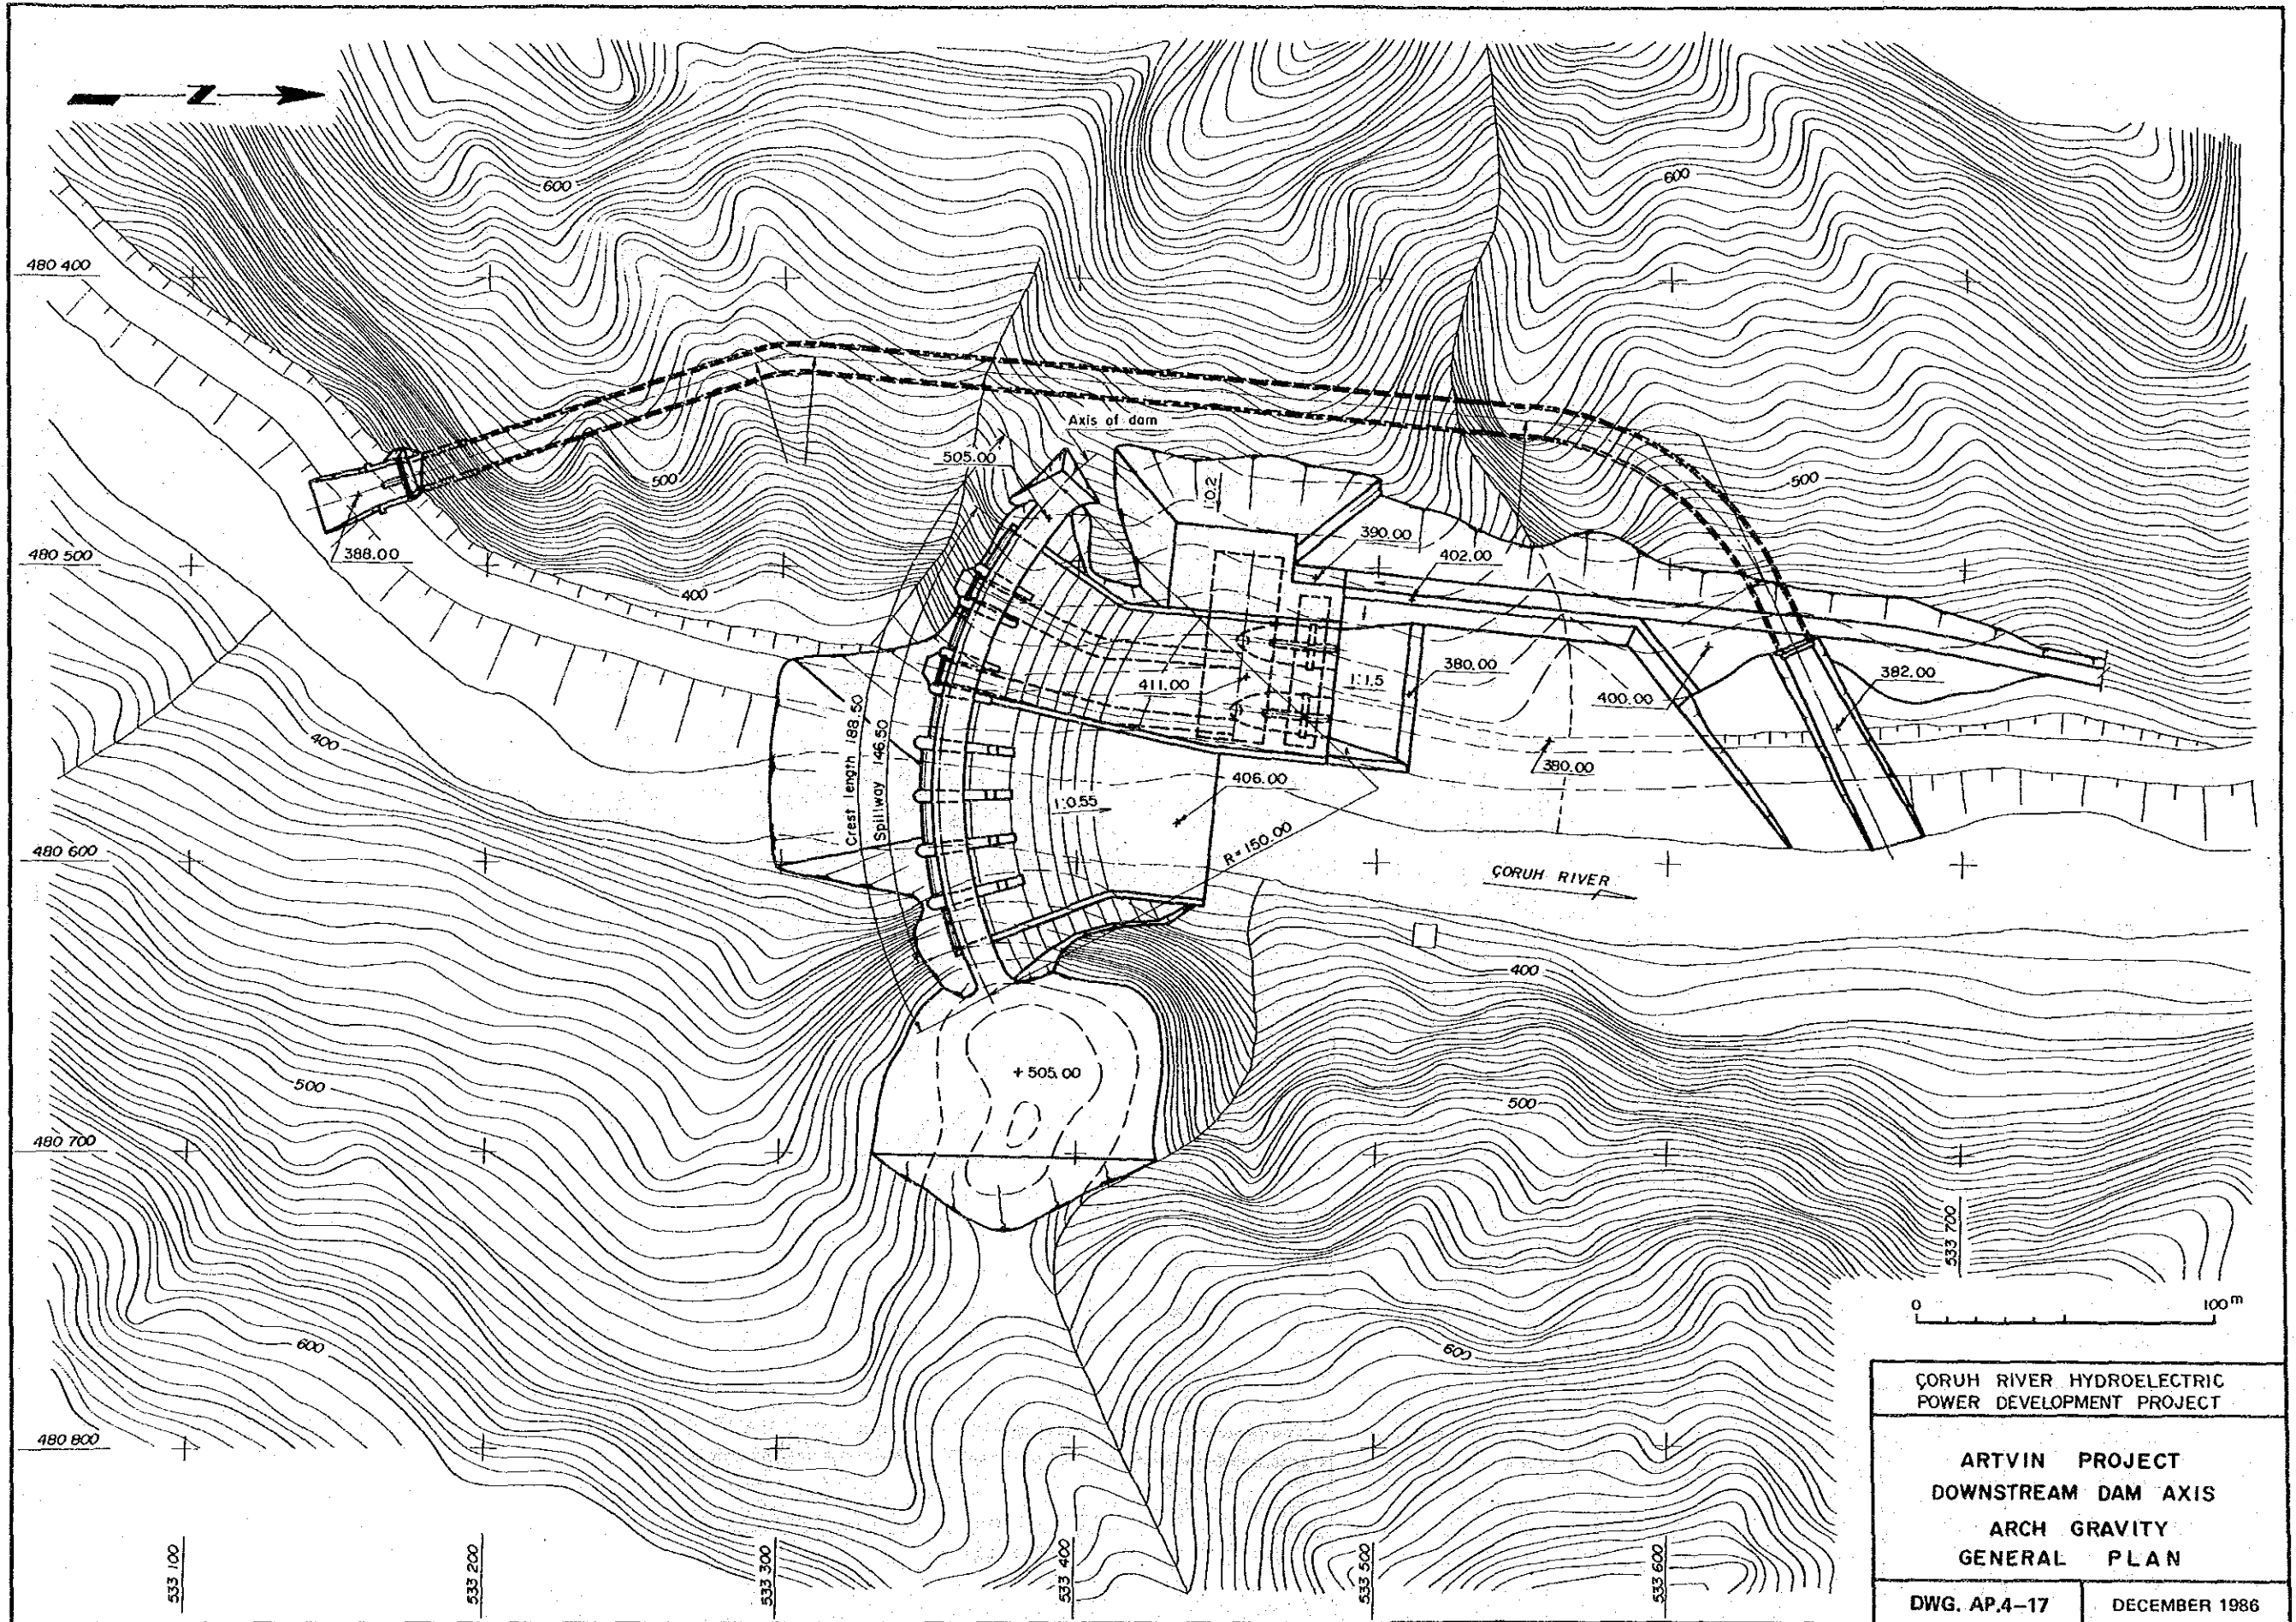 N
600
600
480 400
Axis of dam
505.00
500
500
1:0.2
390.00
402.00
480 500
388.00
400
380.00
1:1.5
411.00
400.00
382.00
Crest length 188.50
Spillway 146.50
400
380.00
406.00
1:0.55
R=150.00
480 600
ÇORUH RIVER
400
+ 505.00
500
500
480 700
533 700
0 100 m
600
600
480 800
533 100
533 200
533 300
533 400
533 500
533 600
ÇORUH RIVER HYDROELECTRIC
POWER DEVELOPMENT PROJECT
ARTVIN PROJECT
DOWNSTREAM DAM AXIS
ARCH GRAVITY
GENERAL PLAN
DWG. AP.4-17
DECEMBER 1986